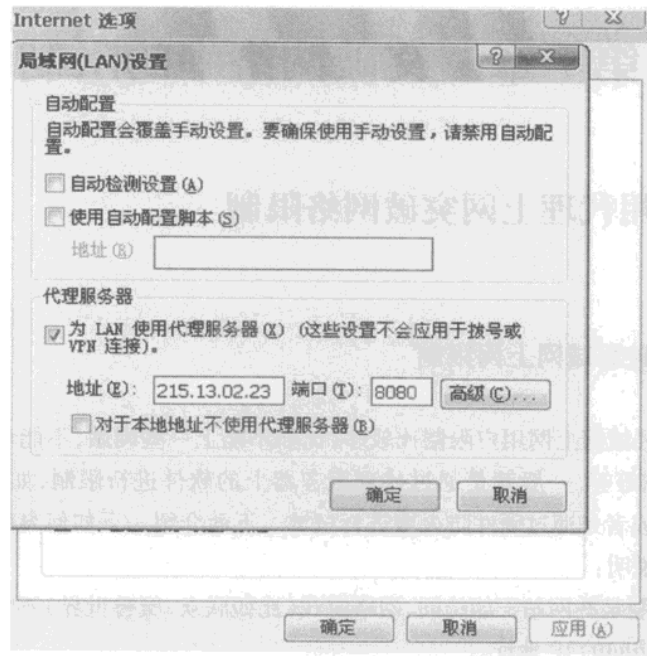 Internet 选项
局域网(LAN)设置
自动配置
自动配置会覆盖手动设置。要确保使用手动设置，请禁用自动配
置。
自动检测设置(A)
使用自动配置脚本(S)
地址(R)
代理服务器
为 LAN 使用代理服务器(X) (这些设置不会应用于拨号或
VPN 连接)。
地址(E): 215.13.02.23 端口(T): 8080 高级(C)...
对于本地地址不使用代理服务器(B)
确定 取消
确定 取消 应用(A)